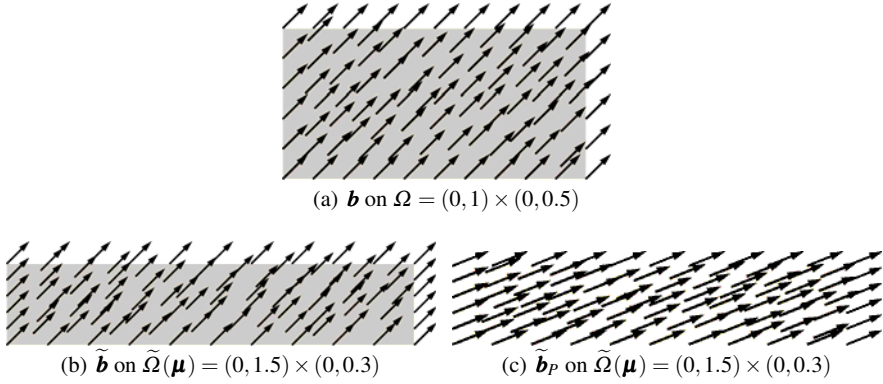 (a) b on Ω = (0,1) × (0,0.5)
(b) b̃ on Ω̃(μ) = (0,1.5) × (0,0.3)
(c) b̃_P on Ω̃(μ) = (0,1.5) × (0,0.3)